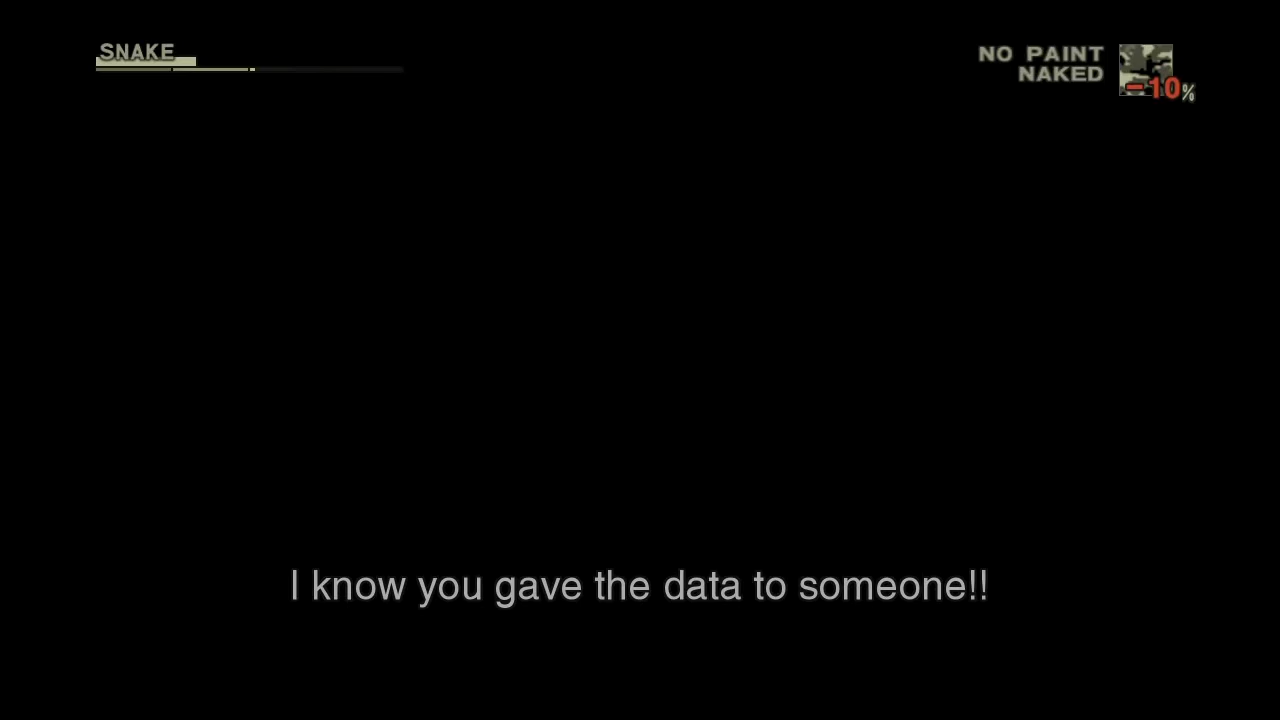 SNAKE
NO PAINT
NAKED
-10%
I know you gave the data to someone!!